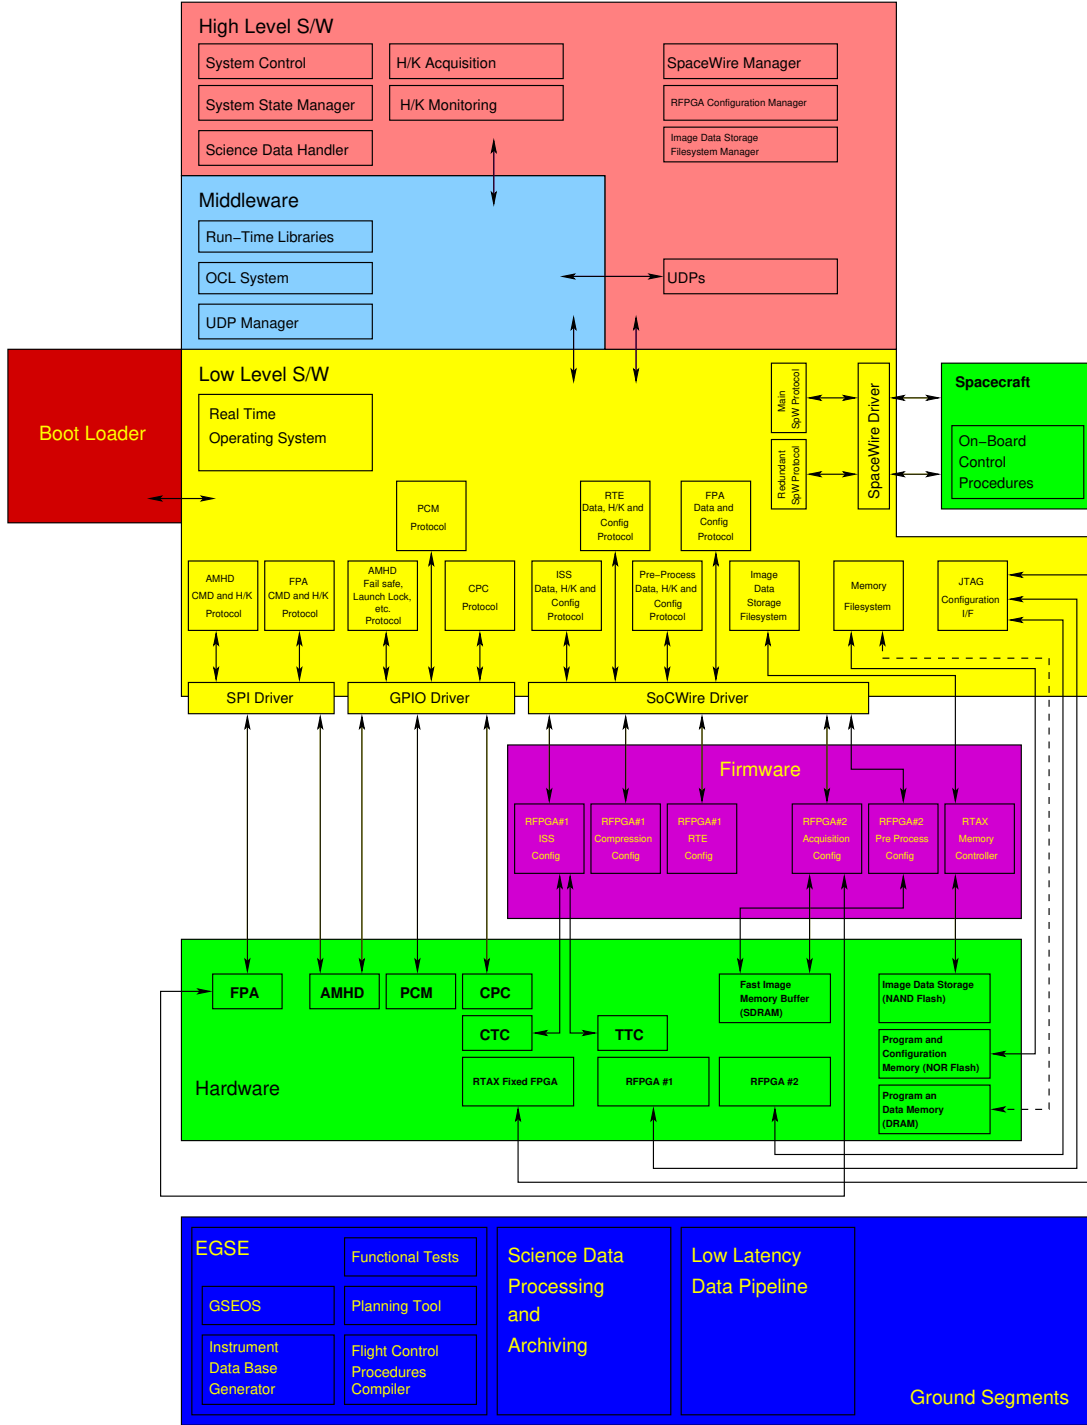 High Level S/W
System Control
H/K Acquisition
SpaceWire Manager
System State Manager
H/K Monitoring
RFPGA Configuration Manager
Science Data Handler
Image Data Storage
Filesystem Manager
Middleware
Run-Time Libraries
OCL System
UDPs
UDP Manager
Low Level S/W
Real Time
Operating System
Main
SpW Protocol
Redundant
SpW Protocol
SpaceWire Driver
Spacecraft
On-Board
Control
Procedures
Boot Loader
PCM
Protocol
RTE
Data, H/K and
Config
Protocol
FPA
Data and
Config
Protocol
AMHD
CMD and H/K
Protocol
FPA
CMD and H/K
Protocol
AMHD
Fail safe,
Launch Lock,
etc.
Protocol
CPC
Protocol
ISS
Data, H/K and
Config
Protocol
Pre-Process
Data, H/K and
Config
Protocol
Image
Data
Storage
Filesystem
Memory
Filesystem
JTAG
Configuration
I/F
SPI Driver
GPIO Driver
SoCWire Driver
Firmware
RFPGA#1
ISS
Config
RFPGA#1
Compression
Config
RFPGA#1
RTE
Config
RFPGA#2
Acquisition
Config
RFPGA#2
Pre Process
Config
RTAX
Memory
Controller
FPA
AMHD
PCM
CPC
Fast Image
Memory Buffer
(SDRAM)
Image Data Storage
(NAND Flash)
CTC
TTC
Program and
Configuration
Memory (NOR Flash)
Hardware
RTAX Fixed FPGA
RFPGA #1
RFPGA #2
Program an
Data Memory
(DRAM)
EGSE
Functional Tests
GSEOS
Planning Tool
Instrument
Data Base
Generator
Flight Control
Procedures
Compiler
Science Data
Processing
and
Archiving
Low Latency
Data Pipeline
Ground Segments